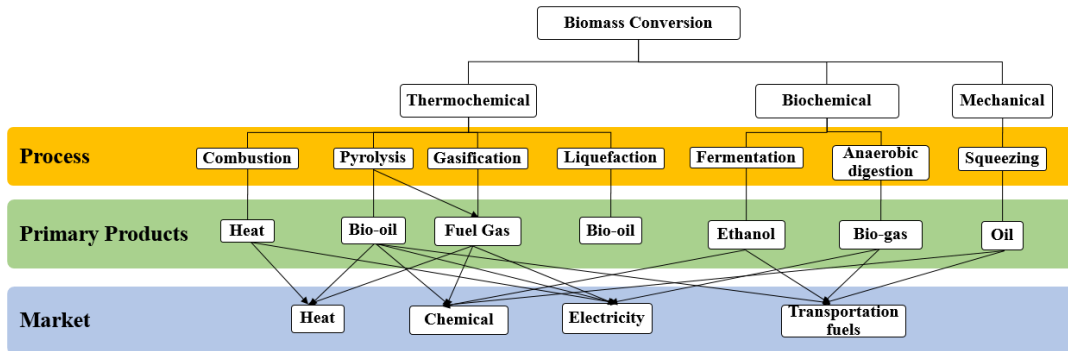 Biomass Conversion
Thermochemical
Biochemical
Mechanical
Process
Combustion
Pyrolysis
Gasification
Liquefaction
Fermentation
Anaerobic
digestion
Squeezing
Primary Products
Heat
Bio-oil
Fuel Gas
Bio-oil
Ethanol
Bio-gas
Oil
Market
Heat
Chemical
Electricity
Transportation
fuels